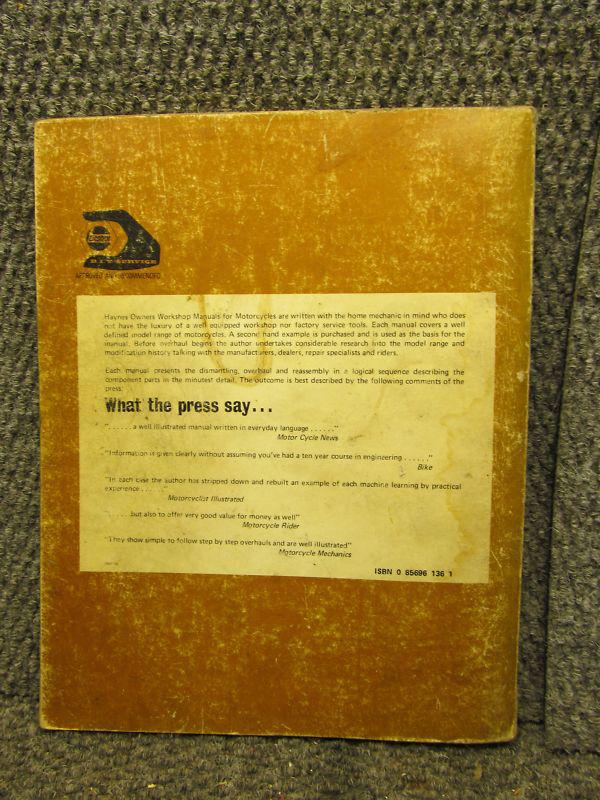 Castrol
D.I.Y SERVICE
APPROVED AND RECOMMENDED
Haynes Owners Workshop Manuals for Motorcycles are written with the home mechanic in mind who does
not have the luxury of a well equipped workshop nor factory service tools. Each manual covers a well
defined model range of motorcycles. A second hand example is purchased and is used as the basis for the
manual. Before overhaul begins the author undertakes considerable research into the model range and
modification history talking with the manufacturers, dealers, repair specialists and riders.
Each manual presents the dismantling, overhaul and reassembly in a logical sequence describing the
component parts in the minutest detail. The outcome is best described by the following comments of the
press:
What the press say...
"......a well illustrated manual written in everyday language ......"
Motor Cycle News
"Information is given clearly without assuming you've had a ten year course in engineering ......"
Bike
"In each case the author has stripped down and rebuilt an example of each machine learning by practical
experience......"
Motorcyclist Illustrated
"......but also to offer very good value for money as well"
Motorcycle Rider
"They show simple to follow step by step overhauls and are well illustrated"
Motorcycle Mechanics
ISBN 0 85696 136 1